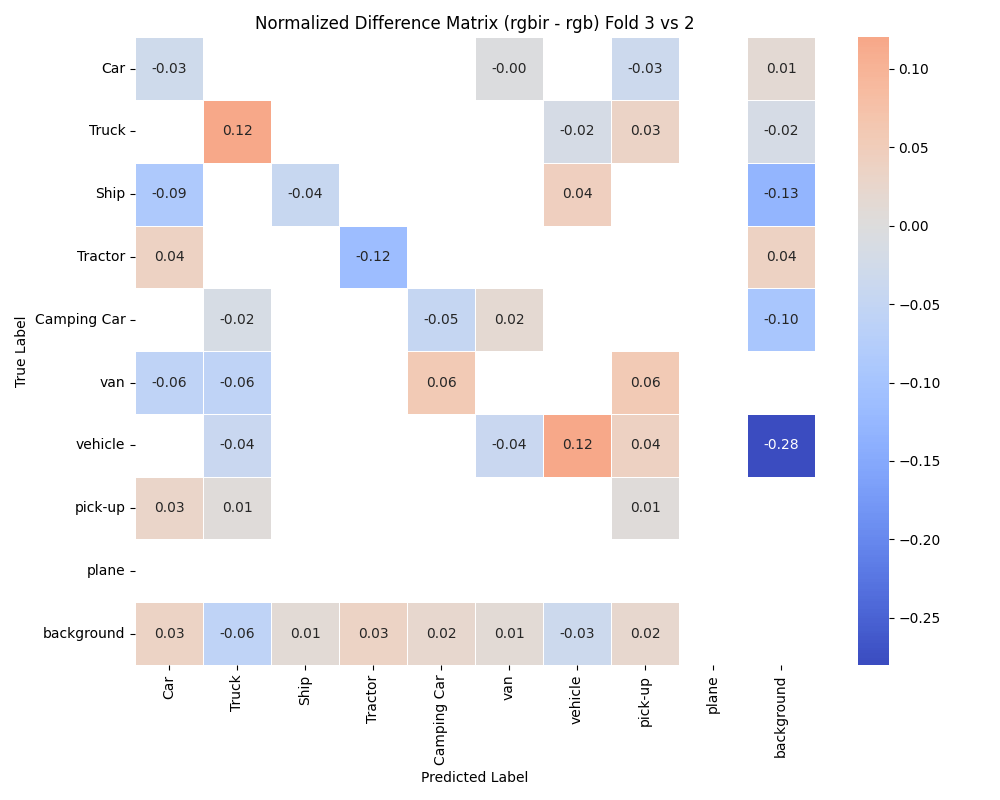 Normalized Difference Matrix (rgbir - rgb) Fold 3 vs 2
Car -0.03 -0.00 -0.03 0.01
Truck 0.12 -0.02 0.03 -0.02
Ship -0.09 -0.04 0.04 -0.13
Tractor 0.04 -0.12 0.04
Camping Car -0.02 -0.05 0.02 -0.10
van -0.06 -0.06 0.06 0.06
vehicle -0.04 -0.04 0.12 0.04 -0.28
pick-up 0.03 0.01 0.01
plane
background 0.03 -0.06 0.01 0.03 0.02 0.01 -0.03 0.02
Car Truck Ship Tractor Camping Car van vehicle pick-up plane background
Predicted Label
True Label
0.10
0.05
0.00
−0.05
−0.10
−0.15
−0.20
−0.25